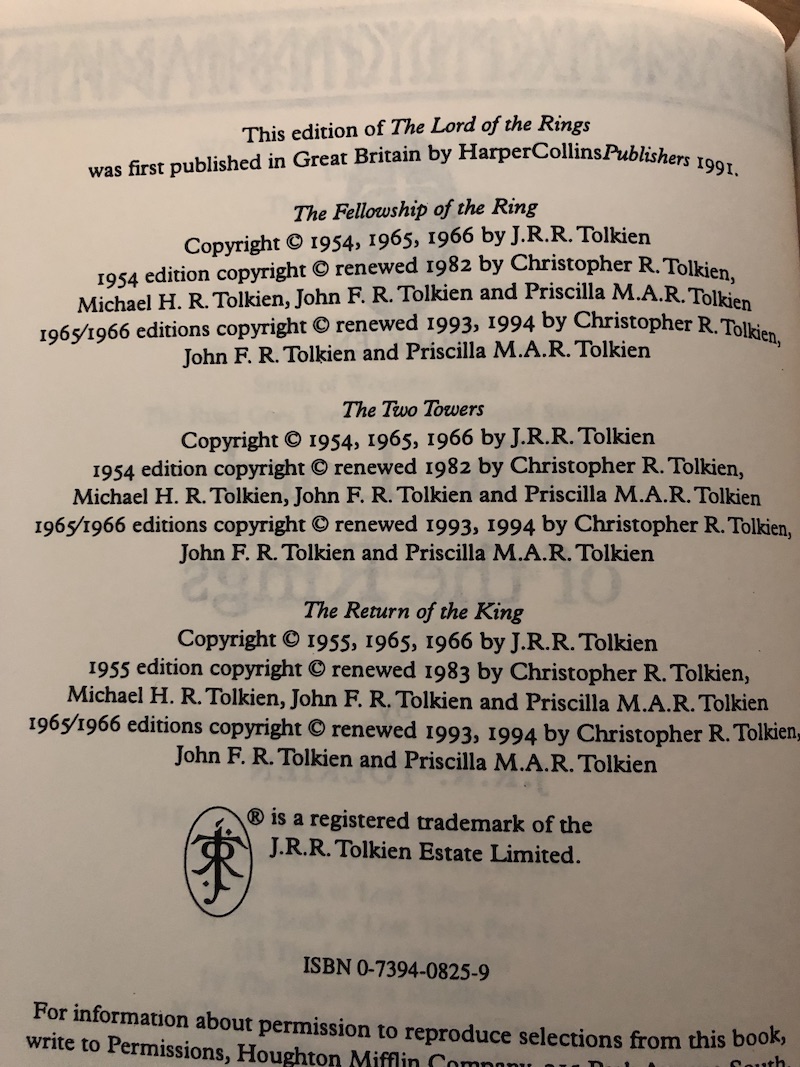 This edition of The Lord of the Rings
was first published in Great Britain by HarperCollinsPublishers 1991.
The Fellowship of the Ring
Copyright © 1954, 1965, 1966 by J.R.R. Tolkien
1954 edition copyright © renewed 1982 by Christopher R. Tolkien,
Michael H. R. Tolkien, John F. R. Tolkien and Priscilla M.A.R. Tolkien
1965/1966 editions copyright © renewed 1993, 1994 by Christopher R. Tolkien,
John F. R. Tolkien and Priscilla M.A.R. Tolkien
The Two Towers
Copyright © 1954, 1965, 1966 by J.R.R. Tolkien
1954 edition copyright © renewed 1982 by Christopher R. Tolkien,
Michael H. R. Tolkien, John F. R. Tolkien and Priscilla M.A.R. Tolkien
1965/1966 editions copyright © renewed 1993, 1994 by Christopher R. Tolkien,
John F. R. Tolkien and Priscilla M.A.R. Tolkien
The Return of the King
Copyright © 1955, 1965, 1966 by J.R.R. Tolkien
1955 edition copyright © renewed 1983 by Christopher R. Tolkien,
Michael H. R. Tolkien, John F. R. Tolkien and Priscilla M.A.R. Tolkien
1965/1966 editions copyright © renewed 1993, 1994 by Christopher R. Tolkien,
John F. R. Tolkien and Priscilla M.A.R. Tolkien
® is a registered trademark of the
J.R.R. Tolkien Estate Limited.
ISBN 0-7394-0825-9
For information about permission to reproduce selections from this book,
write to Permissions, Houghton Mifflin Company, Park Avenue South,